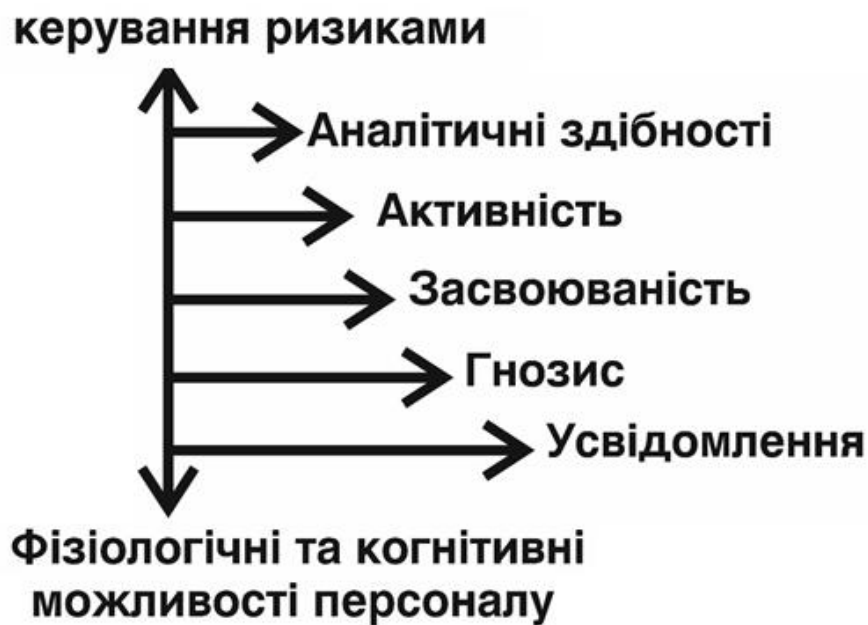 керування ризиками
Аналітичні здібності
Активність
Засвоюваність
Гнозис
Усвідомлення
Фізіологічні та когнітивні
можливості персоналу